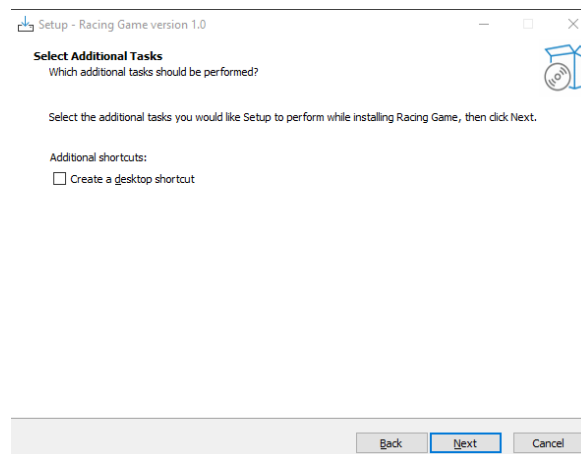 Setup - Racing Game version 1.0
Select Additional Tasks
Which additional tasks should be performed?
Select the additional tasks you would like Setup to perform while installing Racing Game, then click Next.
Additional shortcuts:
Create a desktop shortcut
Back Next Cancel